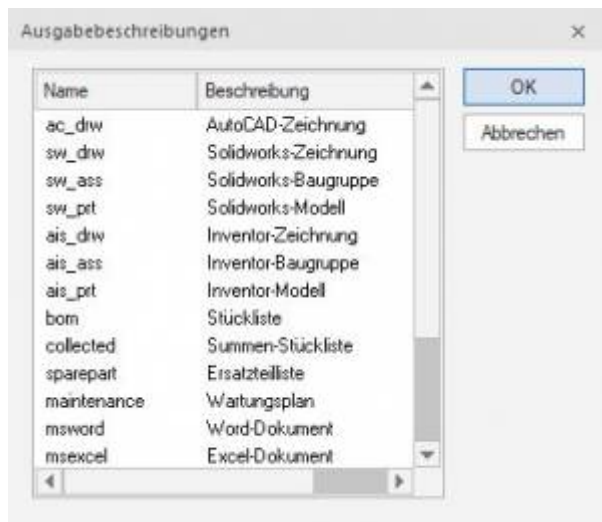 Ausgabebeschreibungen
Name Beschreibung
OK
ac_drw AutoCAD-Zeichnung
Abbrechen
sw_drw Solidworks-Zeichnung
sw_ass Solidworks-Baugruppe
sw_prt Solidworks-Modell
ais_drw Inventor-Zeichnung
ais_ass Inventor-Baugruppe
ais_prt Inventor-Modell
bom Stückliste
collected Summen-Stückliste
sparepart Ersatzteilliste
maintenance Wartungsplan
msword Word-Dokument
msexcel Excel-Dokument